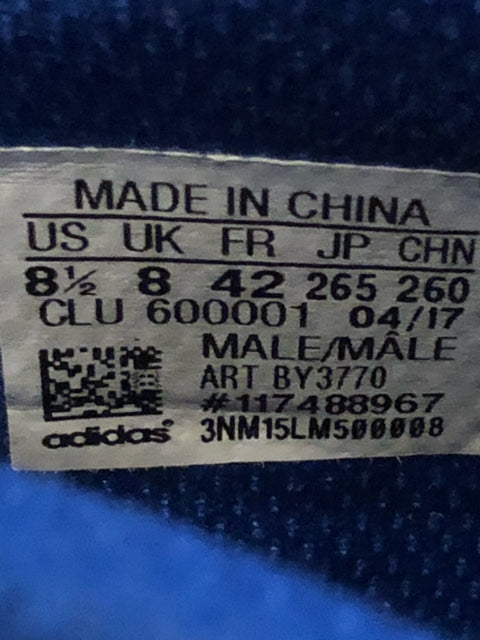 MADE IN CHINA
US UK FR JP CHN
8½ 8 42 265 260
CLU 600001 04/17
MALE/MÂLE
ART BY3770
#117488967
adidas 3NM15LM500008